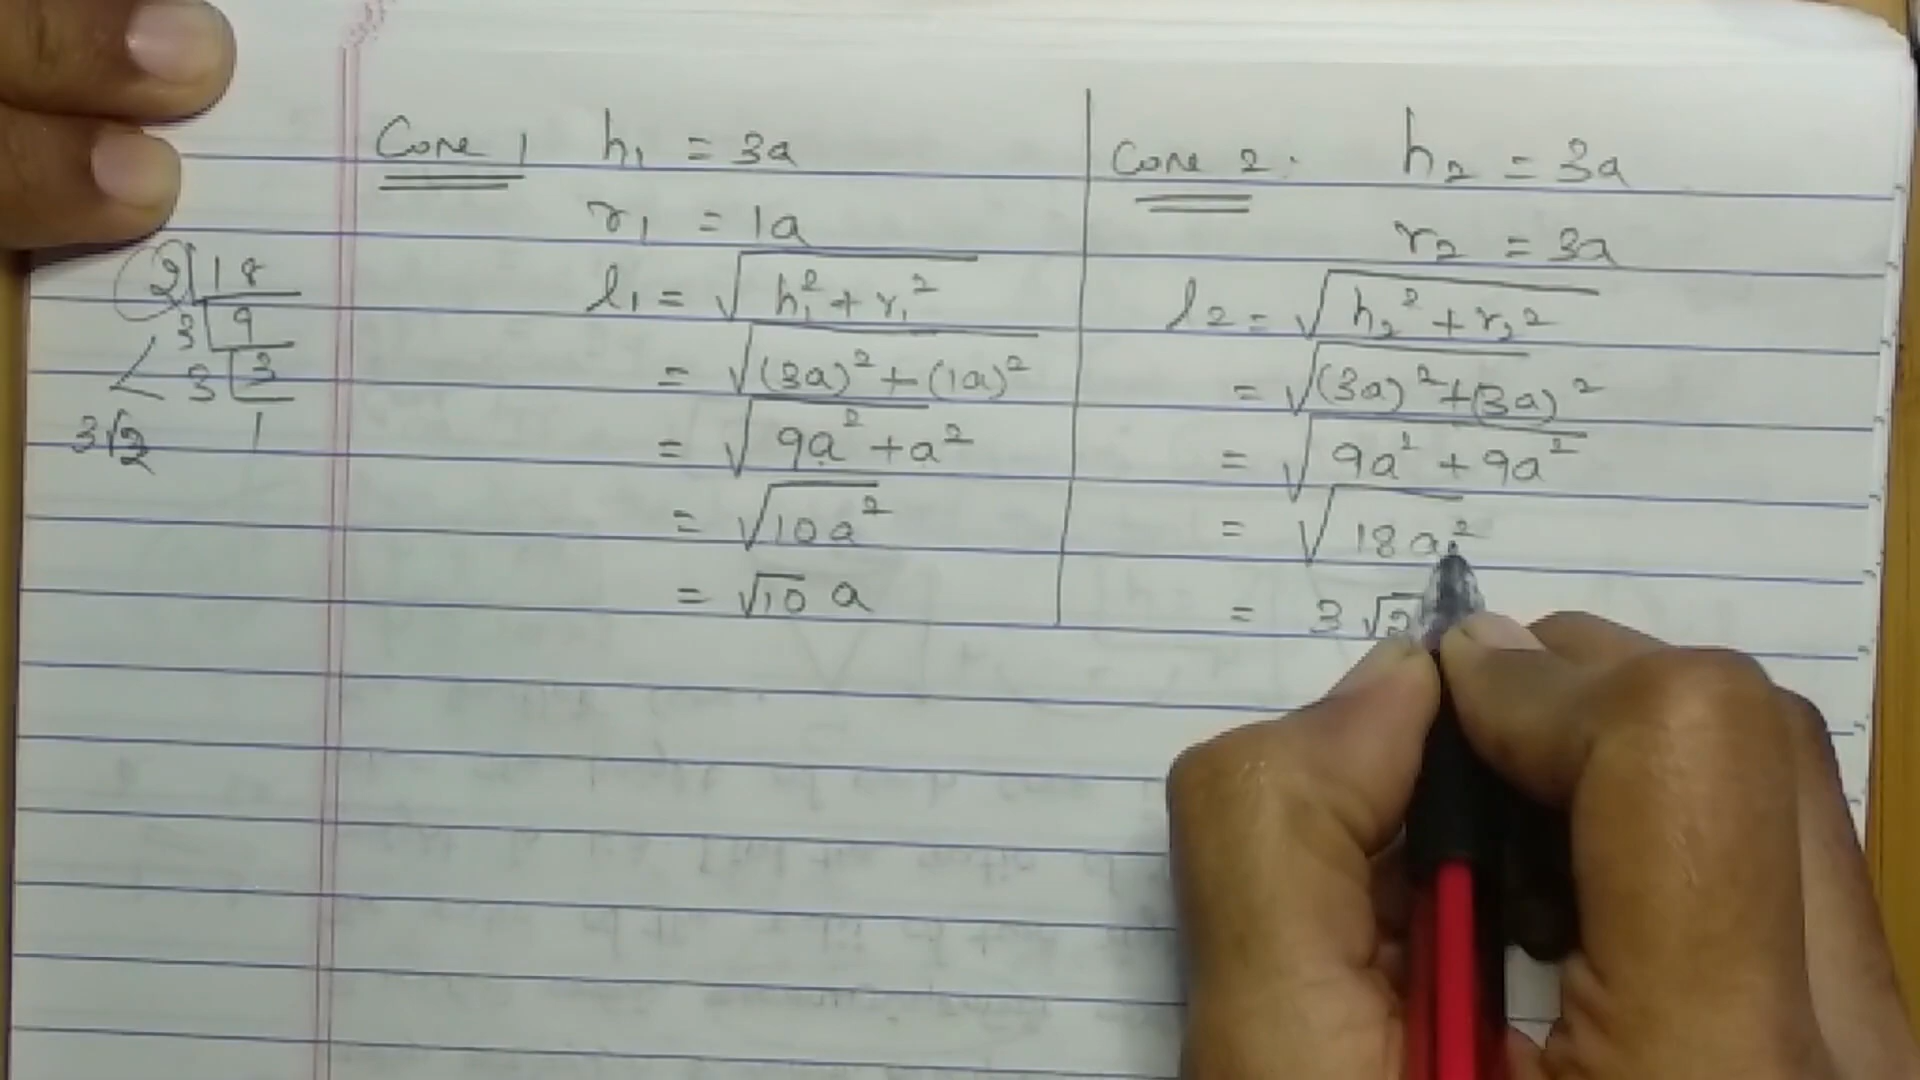 Cone 1 h₁ = 3a
r₁ = 1a
l₁ = √(h₁² + r₁²)
= √((3a)² + (1a)²)
= √(9a² + a²)
= √(10a²)
= √10 a
Cone 2. h₂ = 3a
r₂ = 3a
l₂ = √(h₂² + r₂²)
= √((3a)² + (3a)²)
= √(9a² + 9a²)
= √(18a²)
= 3√2
2 | 18
3 | 9
3 | 3
3√2 1